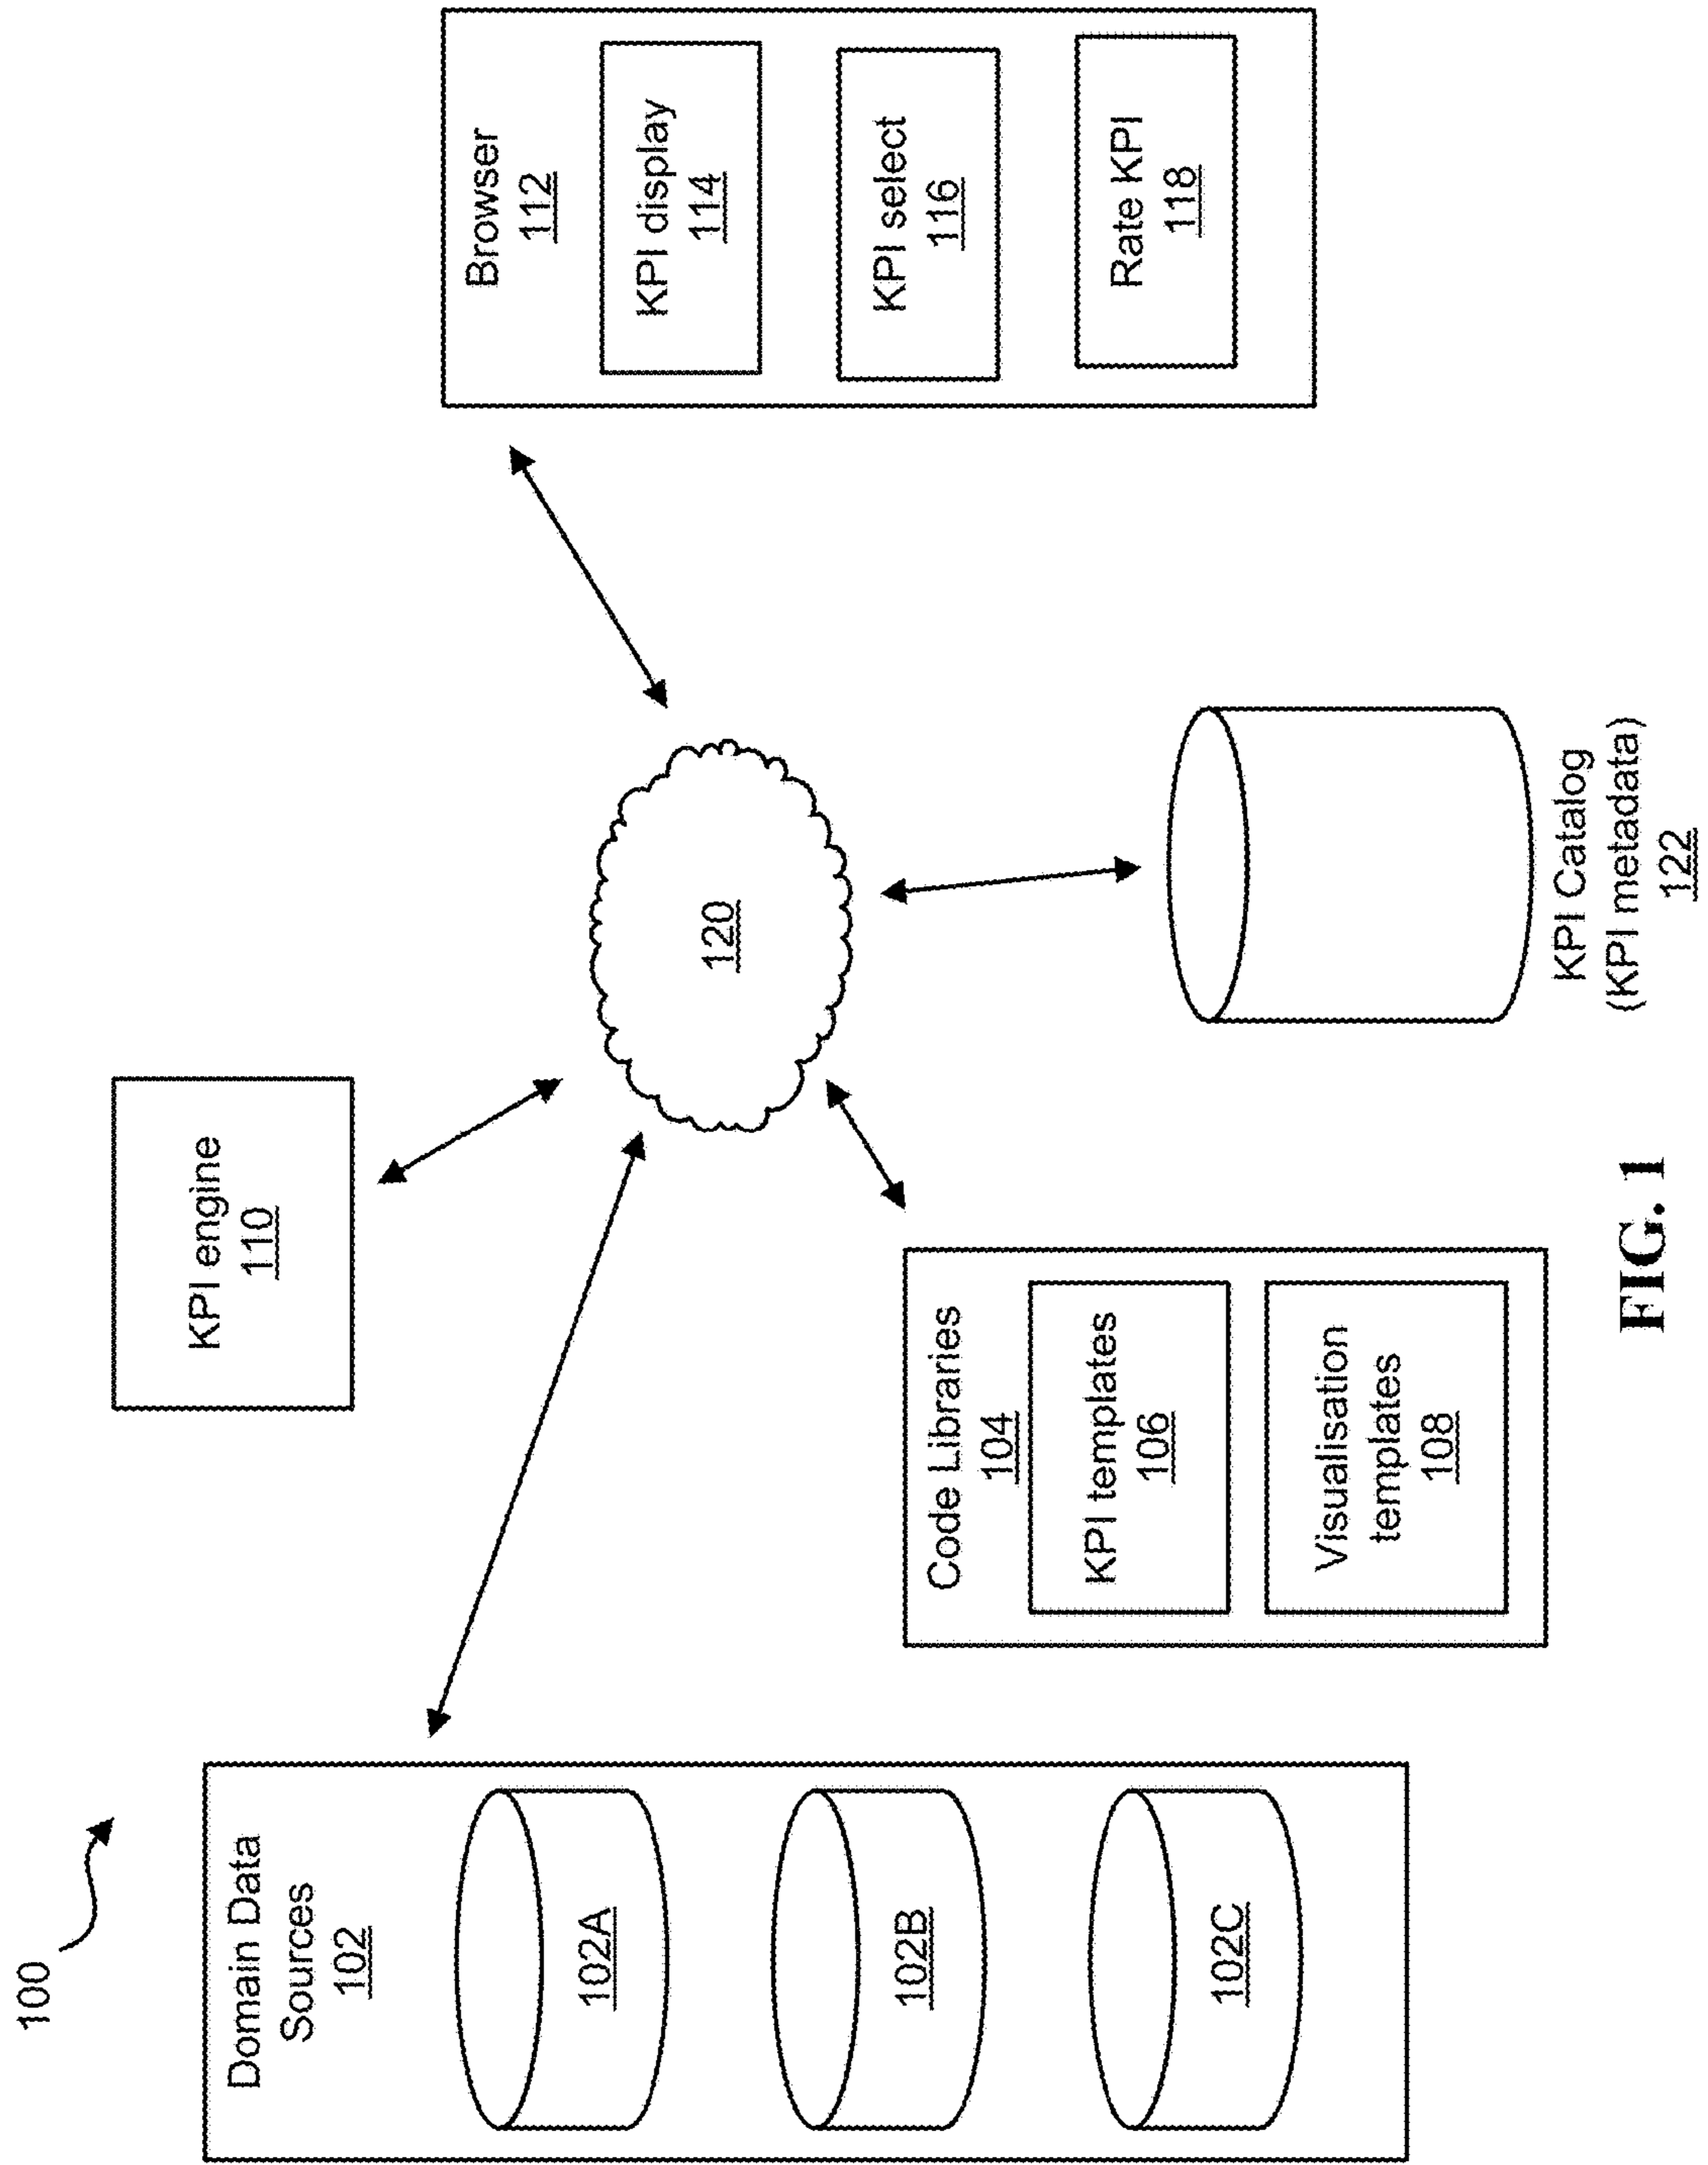 100
Domain Data
Sources
102
102A
102B
102C
KPI engine
110
Code Libraries
104
KPI templates
106
Visualisation
templates
108
120
KPI Catalog
(KPI metadata)
122
Browser
112
KPI display
114
KPI select
116
Rate KPI
118
FIG. 1